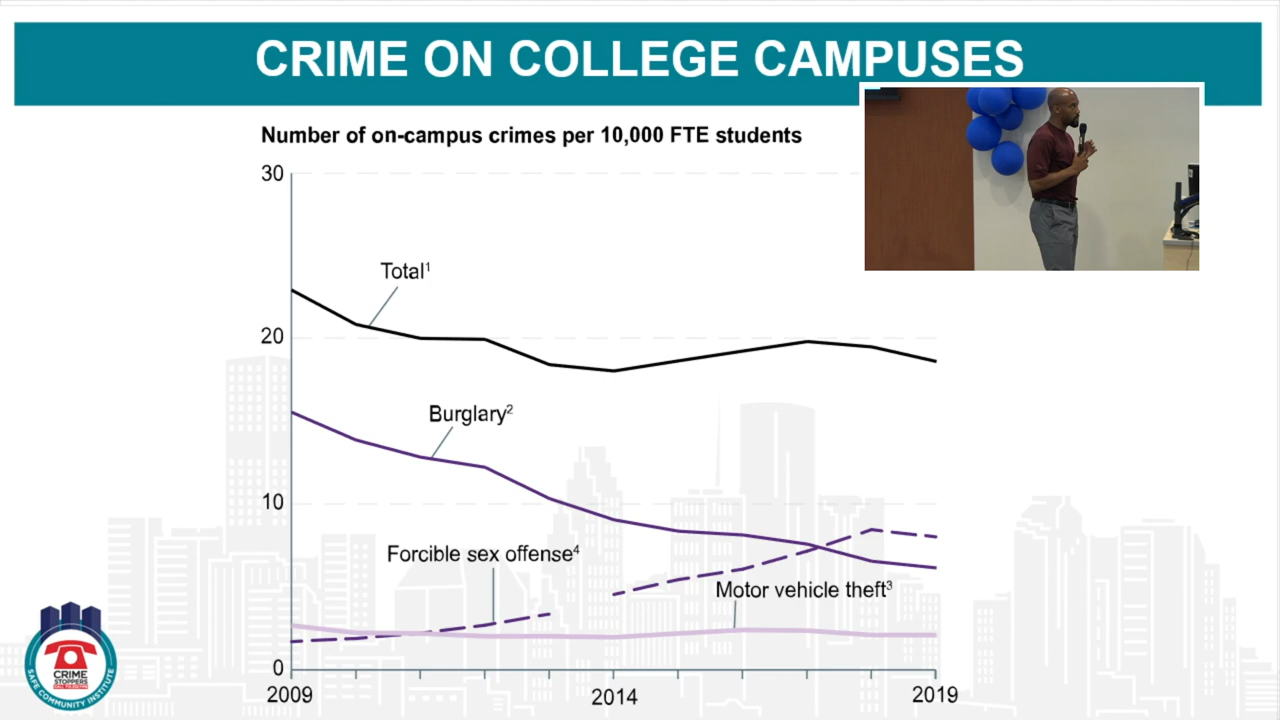 CRIME ON COLLEGE CAMPUSES
Number of on-campus crimes per 10,000 FTE students
30
Total¹
20
Burglary²
10
Forcible sex offense⁴
Motor vehicle theft³
0
2009
2014
2019
CRIME
STOPPERS
SAFE COMMUNITY INSTITUTE